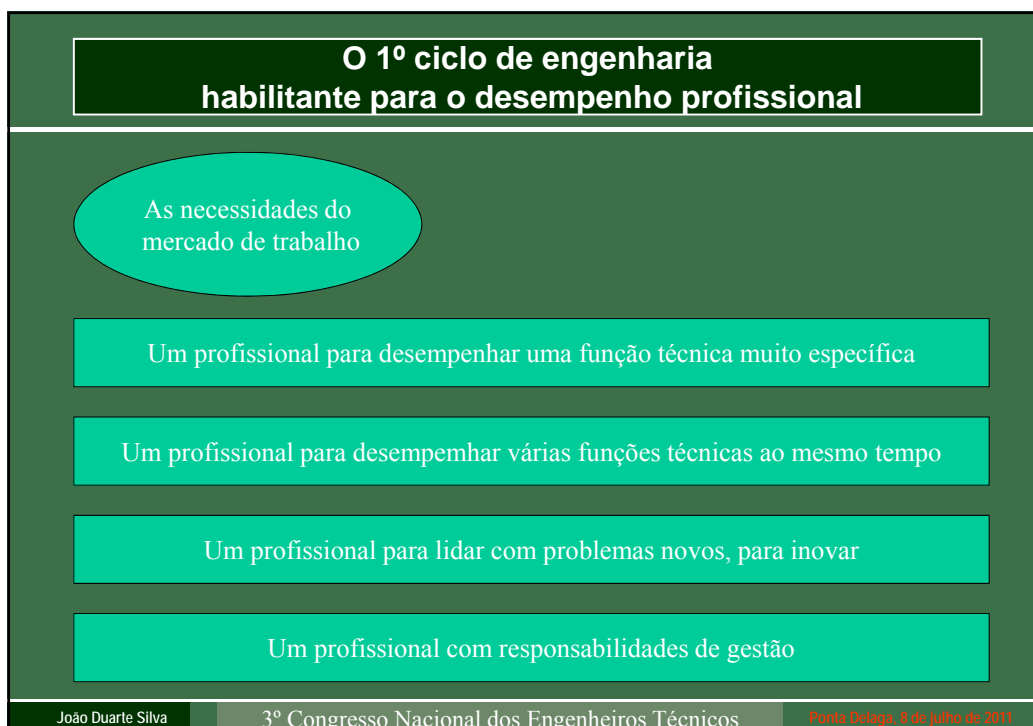 O 1º ciclo de engenharia
habilitante para o desempenho profissional
As necessidades do
mercado de trabalho
Um profissional para desempenhar uma função técnica muito específica
Um profissional para desempemhar várias funções técnicas ao mesmo tempo
Um profissional para lidar com problemas novos, para inovar
Um profissional com responsabilidades de gestão
João Duarte Silva
3º Congresso Nacional dos Engenheiros Técnicos
Ponta Delaga, 8 de julho de 2011